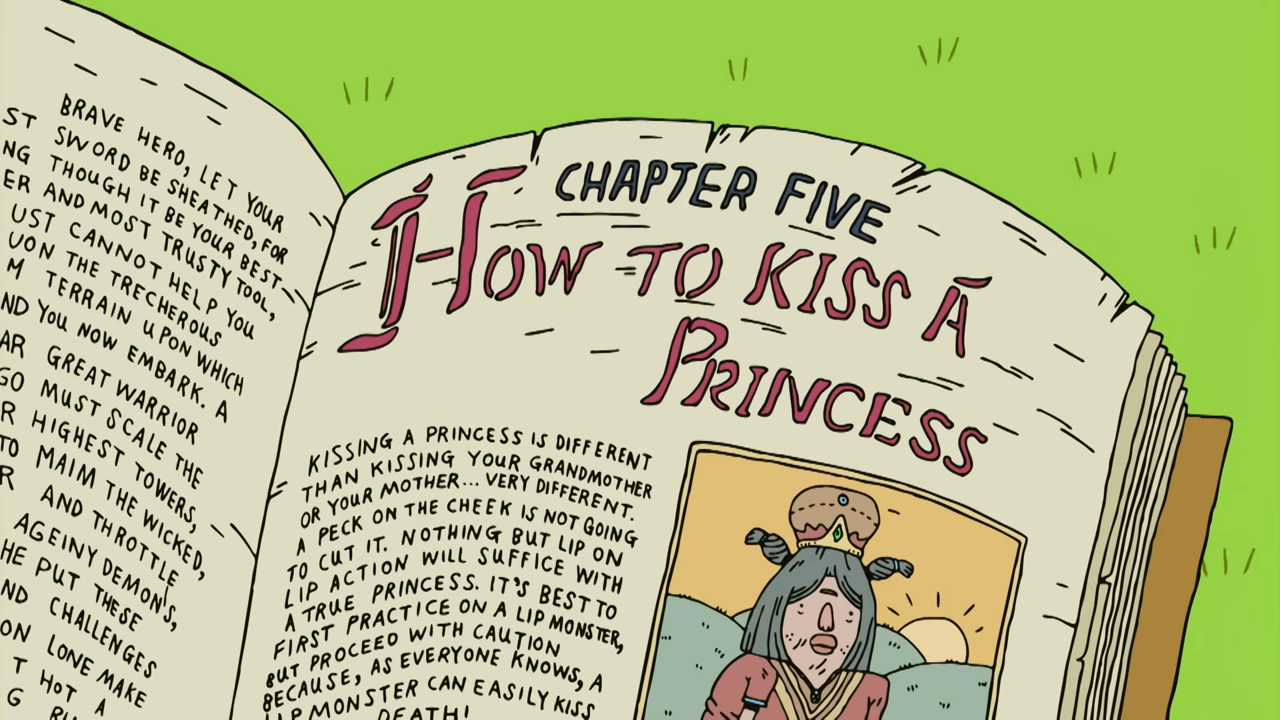 BRAVE HERO, LET YOUR
ST SWORD BE SHEATHED, FOR
NG THOUGH IT BE YOUR BEST
ER AND MOST TRUSTY TOOL,
UST CANNOT HELP YOU
UON THE TRECHEROUS
M TERRAIN UPON WHICH
ND YOU NOW EMBARK. A
AR GREAT WARRIOR
GO MUST SCALE THE
R HIGHEST TOWERS,
TO MAIM THE WICKED,
R AND THROTTLE
AGEINY DEMON'S,
HE PUT THESE
ND CHALLENGES
ON LONE MAKE
T HOT A
G
CHAPTER FIVE
HOW TO KISS A
PRINCESS
KISSING A PRINCESS IS DIFFERENT
THAN KISSING YOUR GRANDMOTHER
OR YOUR MOTHER... VERY DIFFERENT.
A PECK ON THE CHEEK IS NOT GOING
TO CUT IT. NOTHING BUT LIP ON
LIP ACTION WILL SUFFICE WITH
A TRUE PRINCESS. IT'S BEST TO
FIRST PRACTICE ON A LIP MONSTER,
BUT PROCEED WITH CAUTION
BECAUSE, AS EVERYONE KNOWS, A
LIP MONSTER CAN EASILY KISS
DEATH!